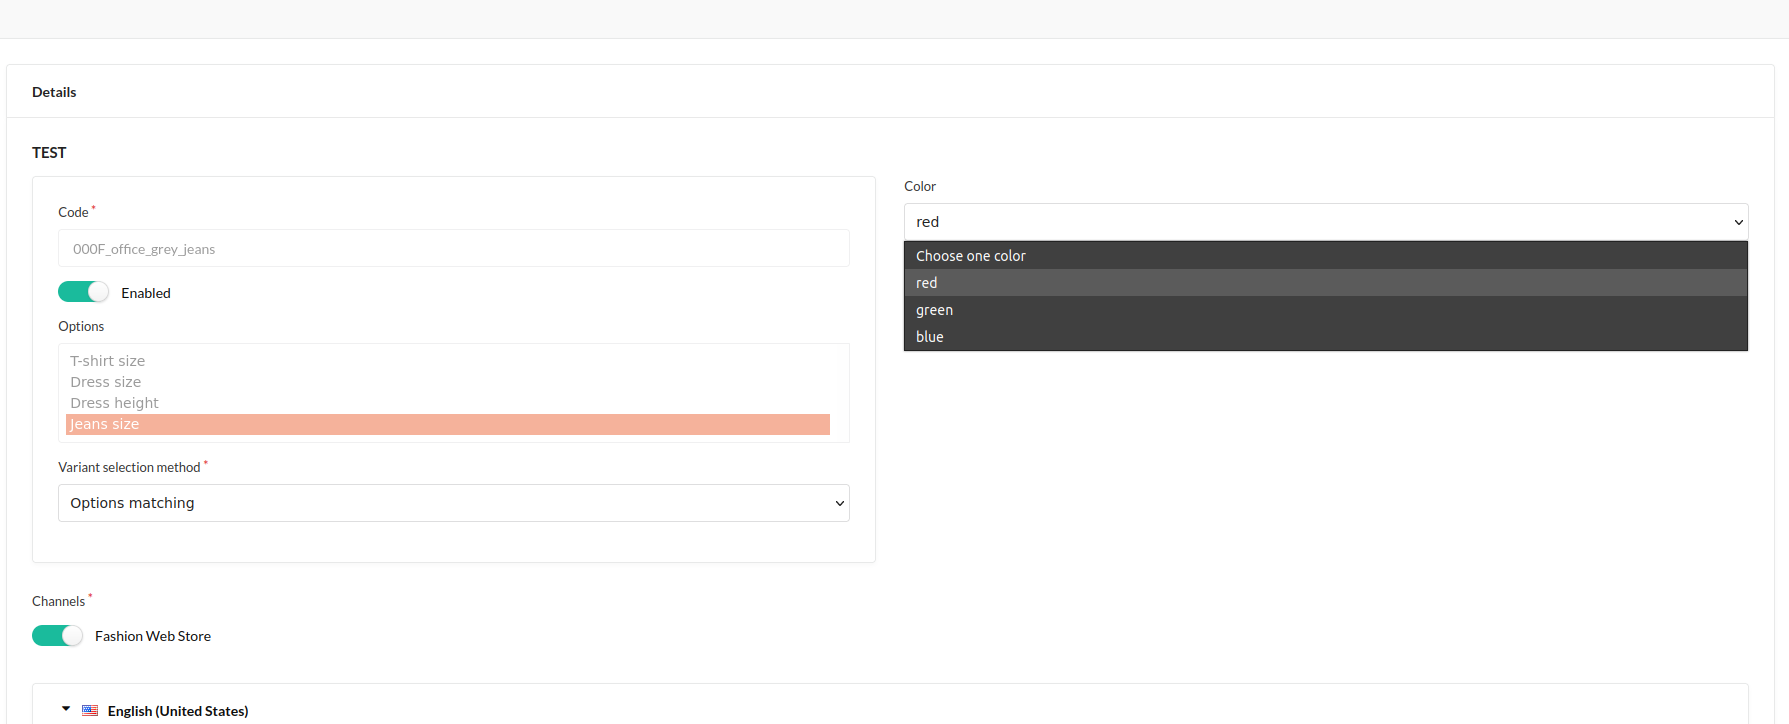 Details
TEST
Code *
000F_office_grey_jeans
Enabled
Options
T-shirt size
Dress size
Dress height
Jeans size
Variant selection method *
Options matching
Color
red
Choose one color
red
green
blue
Channels *
Fashion Web Store
English (United States)